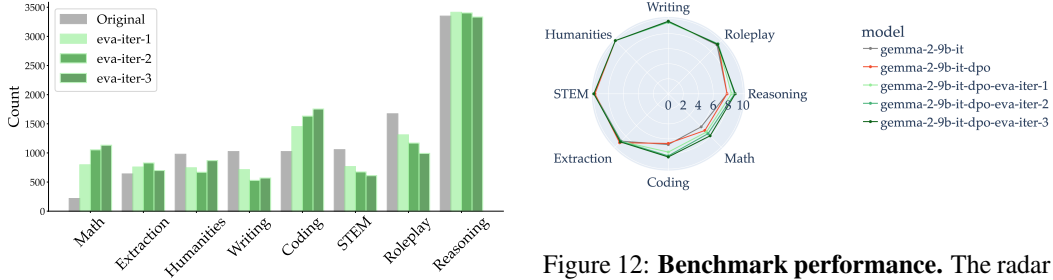 3500
3000
2500
2000
1500
1000
500
0
Count
Original
eva-iter-1
eva-iter-2
eva-iter-3
Math
Extraction
Humanities
Writing
Coding
STEM
Roleplay
Reasoning
Writing
Humanities
Roleplay
STEM
Reasoning
0 2 4 6 8 10
Extraction
Math
Coding
model
gemma-2-9b-it
gemma-2-9b-it-dpo
gemma-2-9b-it-dpo-eva-iter-1
gemma-2-9b-it-dpo-eva-iter-2
gemma-2-9b-it-dpo-eva-iter-3
Figure 12: Benchmark performance. The radar